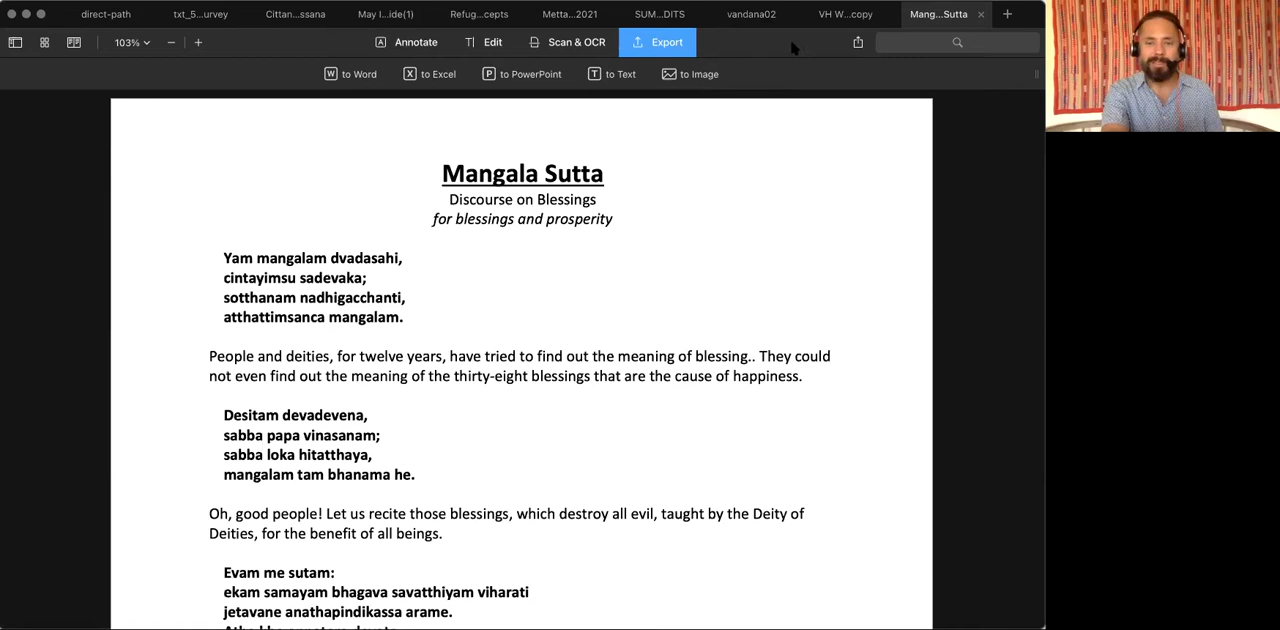 direct-path
txt_5...urvey
Cittan...ssana
May I...ide(1)
Refug...cepts
Metta...2021
SUM...DITS
vandana02
VH W...copy
Mang...Sutta
103%
Annotate
Edit
Scan & OCR
Export
W to Word
X to Excel
P to PowerPoint
T to Text
to Image
Mangala Sutta
Discourse on Blessings
for blessings and prosperity
Yam mangalam dvadasahi,
cintayimsu sadevaka;
sotthanam nadhigacchanti,
atthattimsanca mangalam.
People and deities, for twelve years, have tried to find out the meaning of blessing.. They could
not even find out the meaning of the thirty-eight blessings that are the cause of happiness.
Desitam devadevena,
sabba papa vinasanam;
sabba loka hitatthaya,
mangalam tam bhanama he.
Oh, good people! Let us recite those blessings, which destroy all evil, taught by the Deity of
Deities, for the benefit of all beings.
Evam me sutam:
ekam samayam bhagava savatthiyam viharati
jetavane anathapindikassa arame.